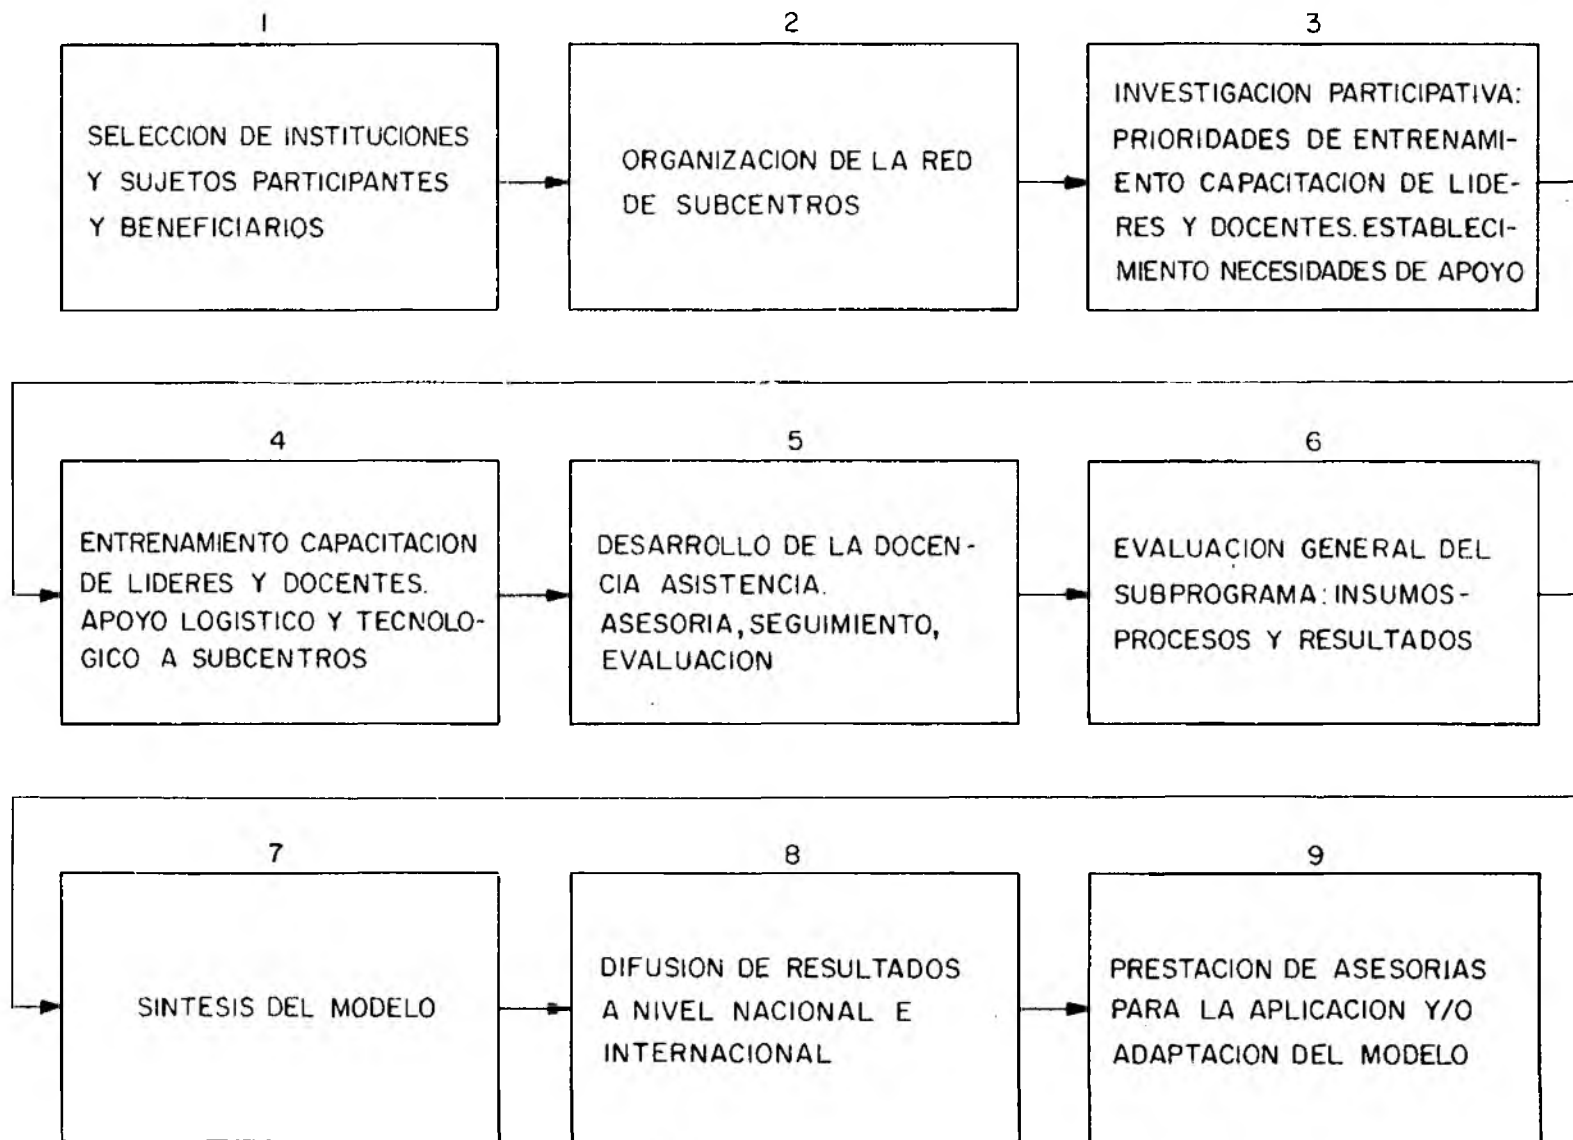 1
SELECCION DE INSTITUCIONES
Y SUJETOS PARTICIPANTES
Y BENEFICIARIOS
2
ORGANIZACION DE LA RED
DE SUBCENTROS
3
INVESTIGACION PARTICIPATIVA:
PRIORIDADES DE ENTRENAMI-
ENTO CAPACITACION DE LIDE-
RES Y DOCENTES. ESTABLECI-
MIENTO NECESIDADES DE APOYO
4
ENTRENAMIENTO CAPACITACION
DE LIDERES Y DOCENTES.
APOYO LOGISTICO Y TECNOLO-
GICO A SUBCENTROS
5
DESARROLLO DE LA DOCEN-
CIA ASISTENCIA.
ASESORIA, SEGUIMIENTO,
EVALUACION
6
EVALUACION GENERAL DEL
SUBPROGRAMA: INSUMOS-
PROCESOS Y RESULTADOS
7
SINTESIS DEL MODELO
8
DIFUSION DE RESULTADOS
A NIVEL NACIONAL E
INTERNACIONAL
9
PRESTACION DE ASESORIAS
PARA LA APLICACION Y/O
ADAPTACION DEL MODELO